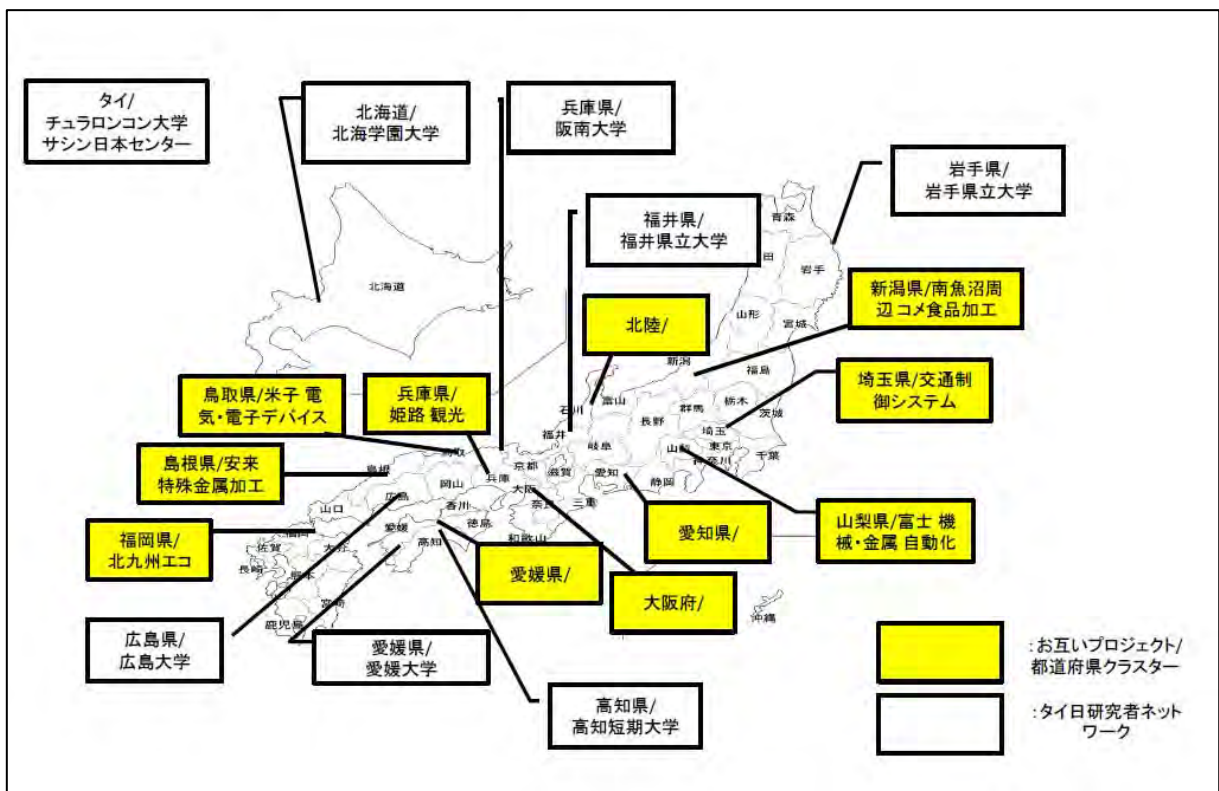 タイ/
チュラロンコン大学
サシン日本センター
北海道/
北海学園大学
兵庫県/
阪南大学
岩手県/
岩手県立大学
福井県/
福井県立大学
新潟県/南魚沼周
辺 コメ食品加工
北陸/
埼玉県/交通制
御システム
鳥取県/米子 電
気・電子デバイス
兵庫県/
姫路 観光
島根県/安来
特殊金属加工
福岡県/
北九州エコ
愛媛県/
大阪府/
愛知県/
山梨県/富士 機
械・金属 自動化
広島県/
広島大学
愛媛県/
愛媛大学
高知県/
高知短期大学
:お互いプロジェクト/
都道府県クラスター
:タイ日研究者ネット
ワーク
北海道
青森
田
岩手
山形
宮城
新潟
福島
石川
富山
群馬
栃木
茨城
長野
埼玉
福井
岐阜
東京
千葉
神奈川
京都
滋賀
愛知
静岡
島根
鳥取
岡山
兵庫
大阪
奈良
三重
広島
山口
香川
徳島
和歌山
愛媛
高知
福岡
佐賀
大分
長崎
熊本
宮崎
鹿児島
沖縄